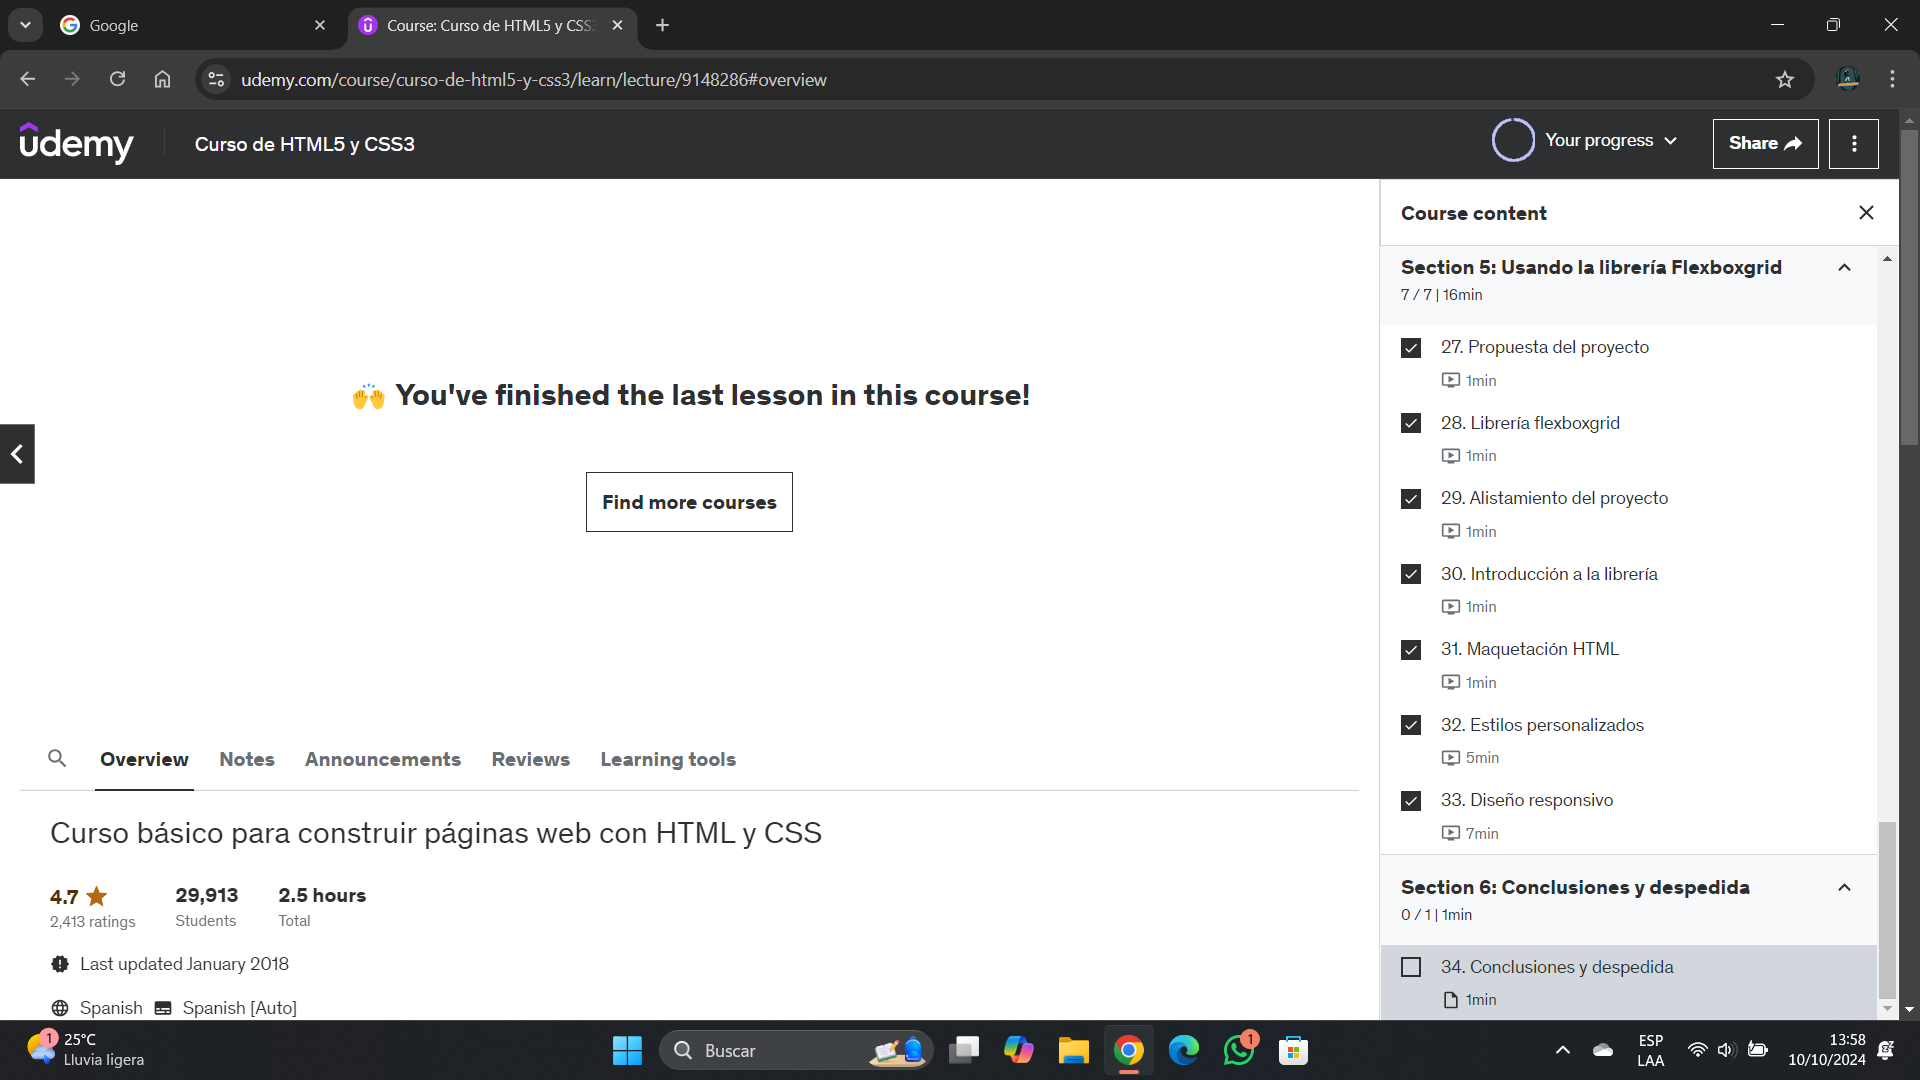 Google
Course: Curso de HTML5 y CSS
udemy.com/course/curso-de-html5-y-css3/learn/lecture/9148286#overview
udemy
Curso de HTML5 y CSS3
Your progress
Share
Course content
Section 5: Usando la librería Flexboxgrid
7 / 7 | 16min
27. Propuesta del proyecto
1min
28. Librería flexboxgrid
1min
29. Alistamiento del proyecto
1min
30. Introducción a la librería
1min
31. Maquetación HTML
1min
32. Estilos personalizados
5min
33. Diseño responsivo
7min
Section 6: Conclusiones y despedida
0 / 1 | 1min
34. Conclusiones y despedida
1min
You've finished the last lesson in this course!
Find more courses
Overview Notes Announcements Reviews Learning tools
Curso básico para construir páginas web con HTML y CSS
4.7 29,913 2.5 hours
2,413 ratings Students Total
Last updated January 2018
Spanish Spanish [Auto]
1 25°C
Lluvia ligera
Buscar
1
ESP
LAA
13:58
10/10/2024